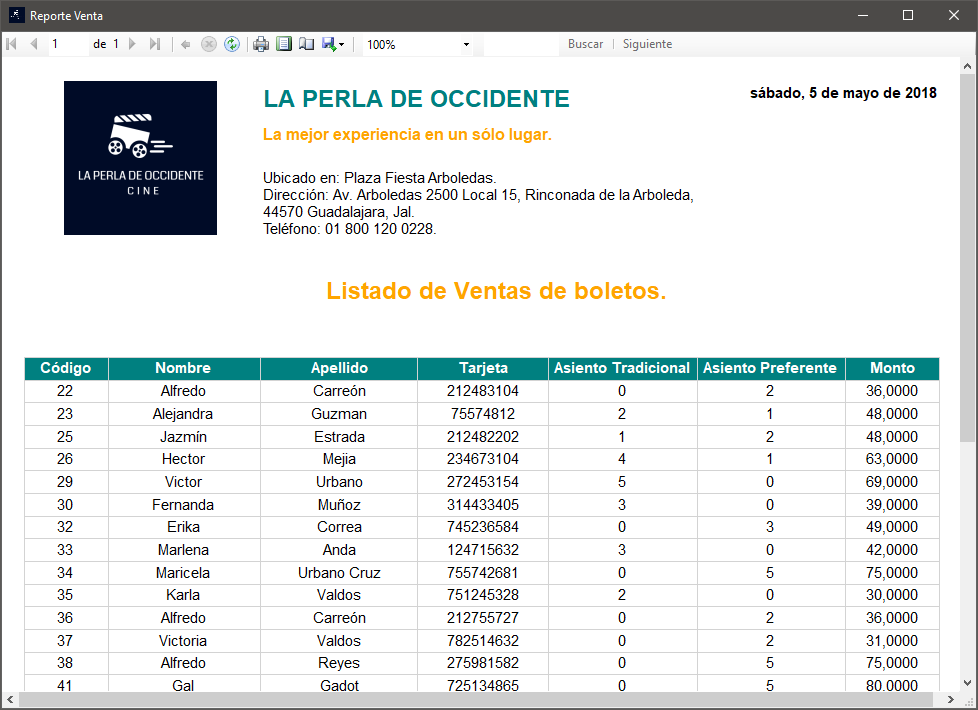 Reporte Venta
1 de 1 100% Buscar | Siguiente
LA PERLA DE OCCIDENTE
CINE
LA PERLA DE OCCIDENTE
La mejor experiencia en un sólo lugar.
sábado, 5 de mayo de 2018
Ubicado en: Plaza Fiesta Arboledas.
Dirección: Av. Arboledas 2500 Local 15, Rinconada de la Arboleda,
44570 Guadalajara, Jal.
Teléfono: 01 800 120 0228.
Listado de Ventas de boletos.
Código Nombre Apellido Tarjeta Asiento Tradicional Asiento Preferente Monto
22 Alfredo Carreón 212483104 0 2 36,0000
23 Alejandra Guzman 75574812 2 1 48,0000
25 Jazmín Estrada 212482202 1 2 48,0000
26 Hector Mejia 234673104 4 1 63,0000
29 Victor Urbano 272453154 5 0 69,0000
30 Fernanda Muñoz 314433405 3 0 39,0000
32 Erika Correa 745236584 0 3 49,0000
33 Marlena Anda 124715632 3 0 42,0000
34 Maricela Urbano Cruz 755742681 0 5 75,0000
35 Karla Valdos 751245328 2 0 30,0000
36 Alfredo Carreón 212755727 0 2 36,0000
37 Victoria Valdos 782514632 0 2 31,0000
38 Alfredo Reyes 275981582 0 5 75,0000
41 Gal Gadot 725134865 0 5 80,0000